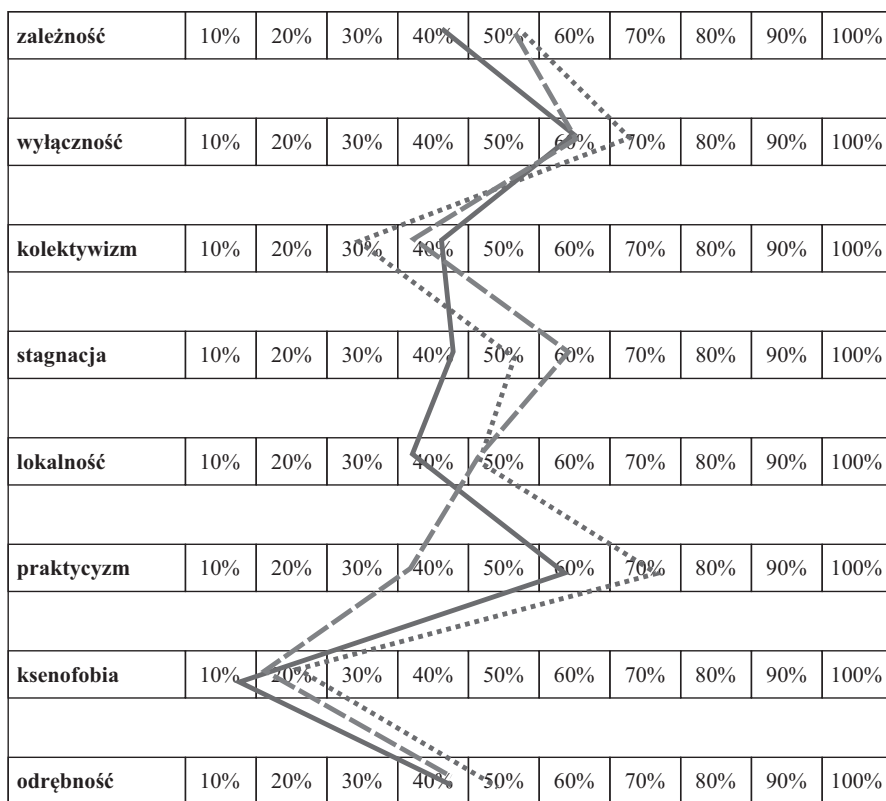 zależność 10% 20% 30% 40% 50% 60% 70% 80% 90% 100%
wyłączność 10% 20% 30% 40% 50% 60% 70% 80% 90% 100%
kolektywizm 10% 20% 30% 40% 50% 60% 70% 80% 90% 100%
stagnacja 10% 20% 30% 40% 50% 60% 70% 80% 90% 100%
lokalność 10% 20% 30% 40% 50% 60% 70% 80% 90% 100%
praktycyzm 10% 20% 30% 40% 50% 60% 70% 80% 90% 100%
ksenofobia 10% 20% 30% 40% 50% 60% 70% 80% 90% 100%
odrębność 10% 20% 30% 40% 50% 60% 70% 80% 90% 100%